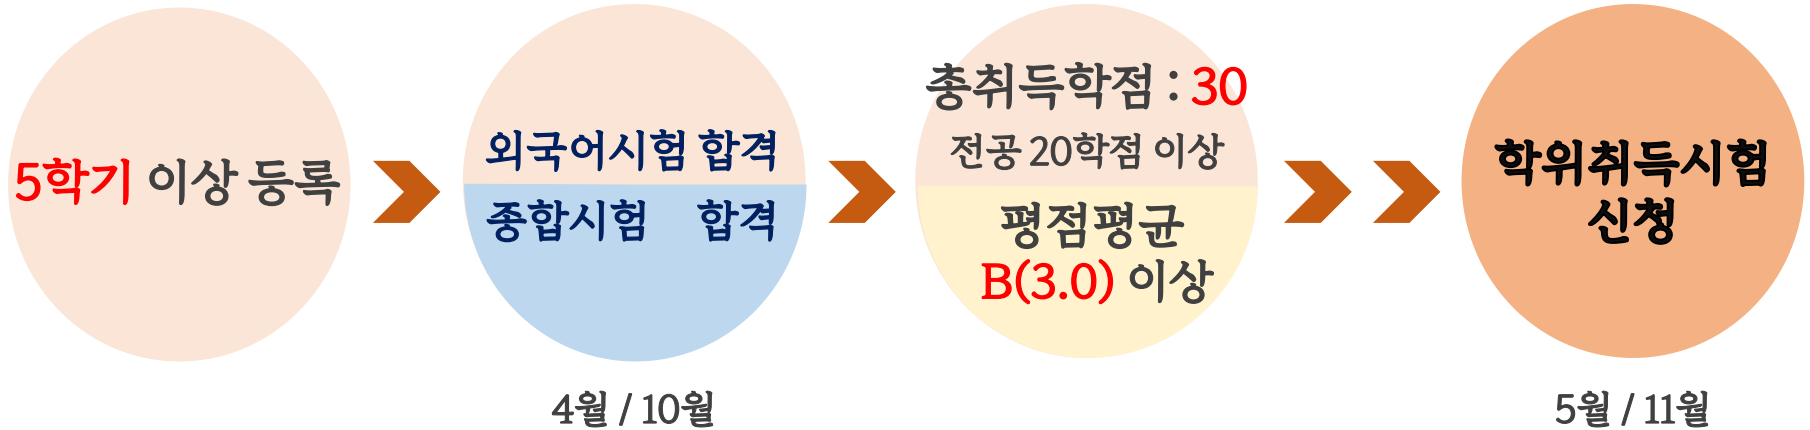 5학기 이상 등록
외국어시험 합격
종합시험 합격
4월 / 10월
총취득학점 : 30
전공 20학점 이상
평점평균
B(3.0) 이상
학위취득시험
신청
5월 / 11월